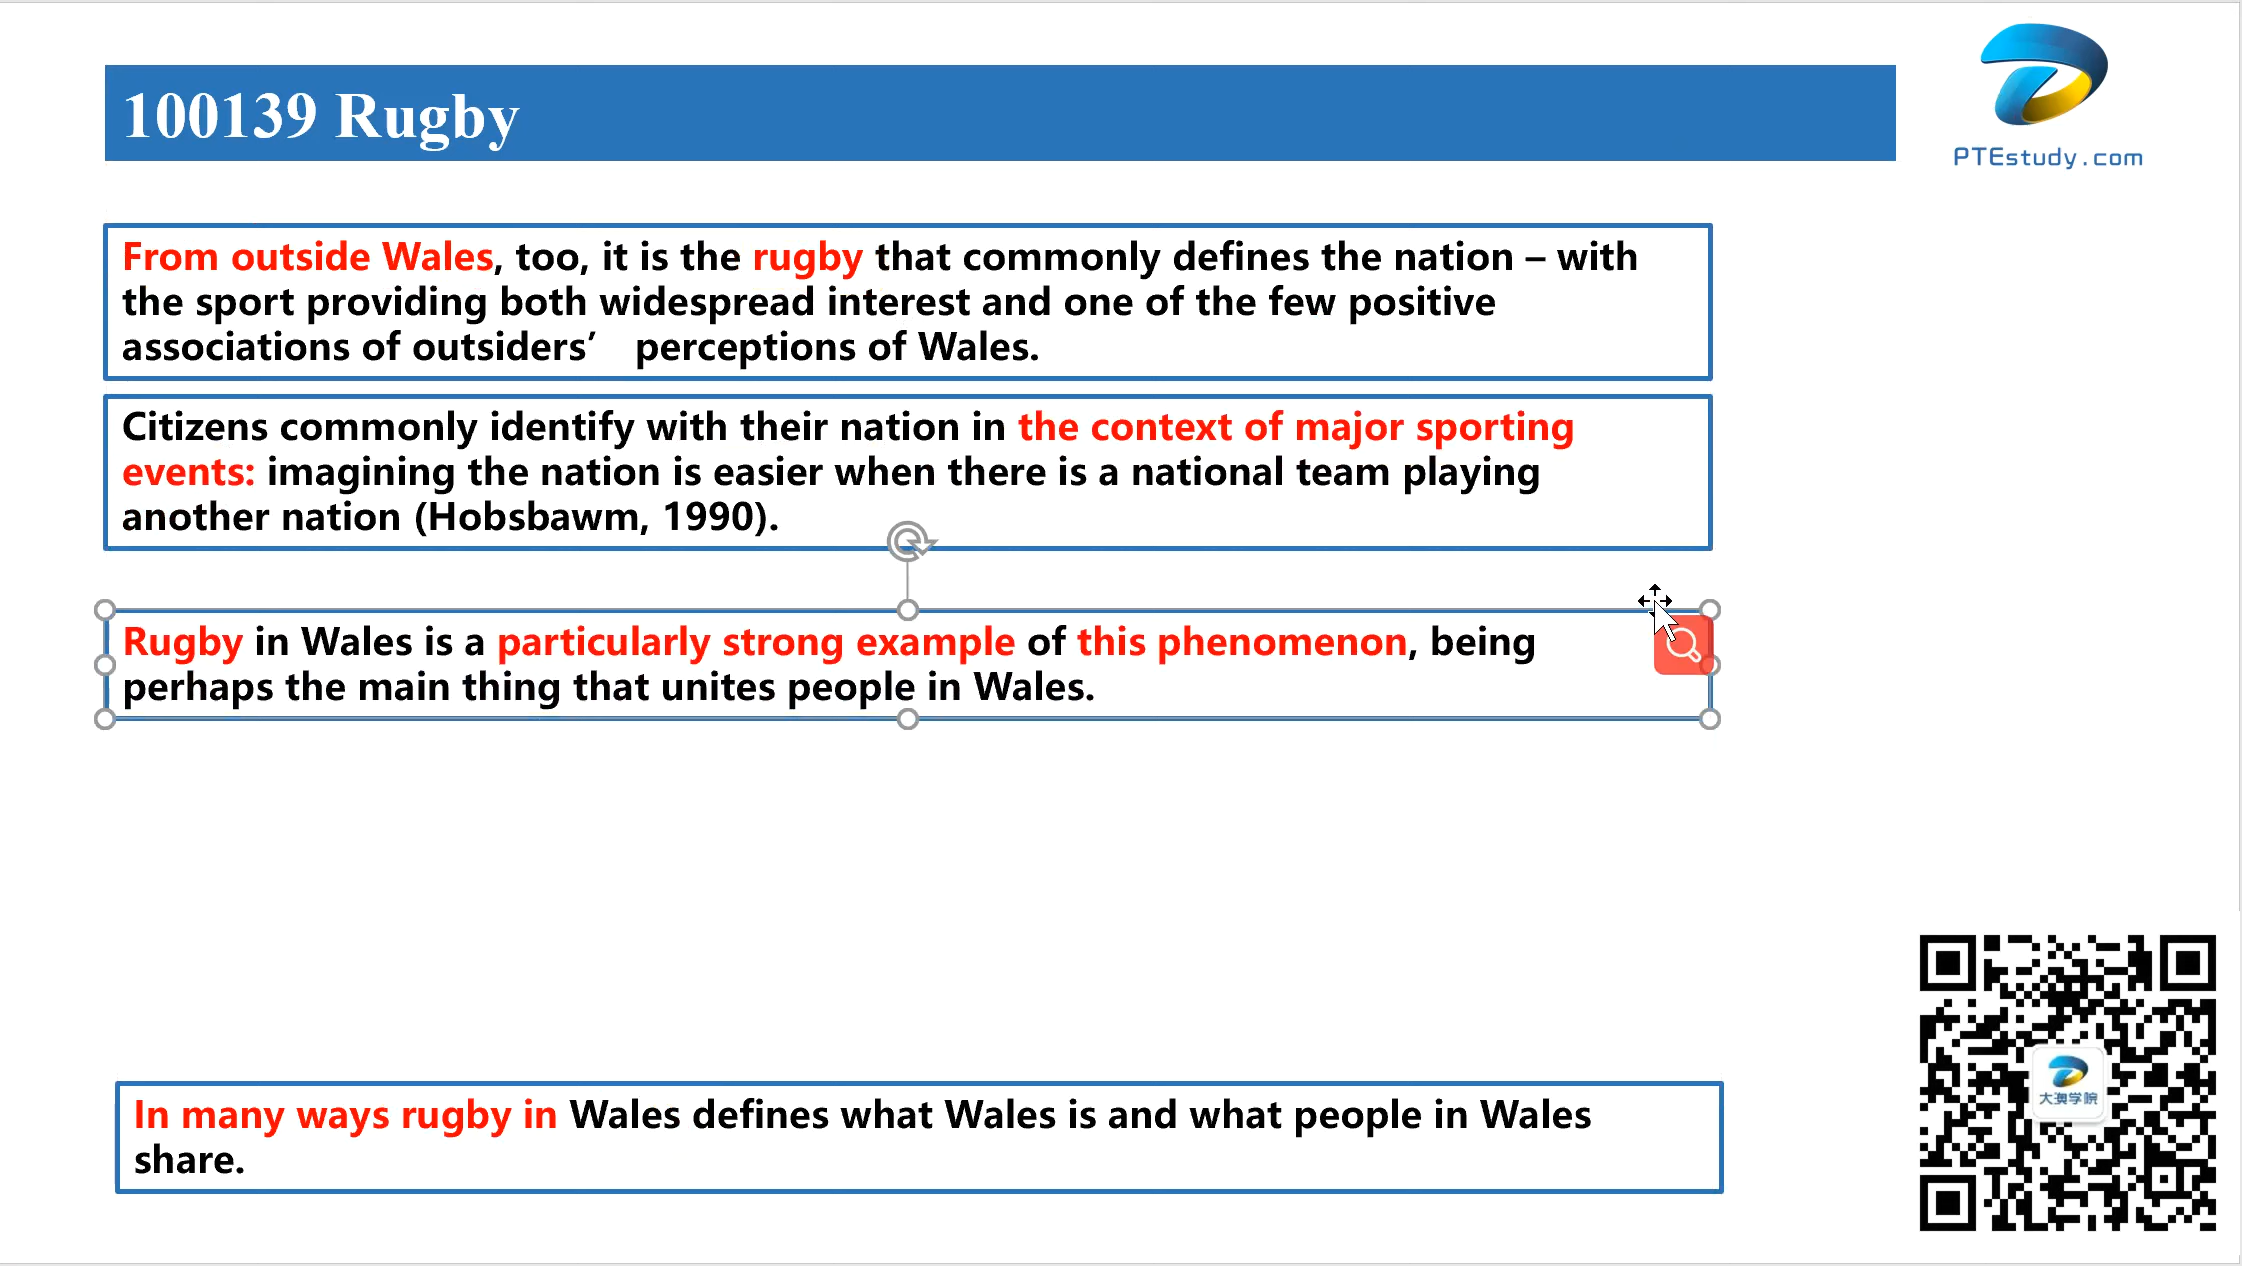 100139 Rugby
PTEstudy.com
From outside Wales, too, it is the rugby that commonly defines the nation – with
the sport providing both widespread interest and one of the few positive
associations of outsiders’ perceptions of Wales.
Citizens commonly identify with their nation in the context of major sporting
events: imagining the nation is easier when there is a national team playing
another nation (Hobsbawm, 1990).
Rugby in Wales is a particularly strong example of this phenomenon, being
perhaps the main thing that unites people in Wales.
In many ways rugby in Wales defines what Wales is and what people in Wales
share.
大澳学院